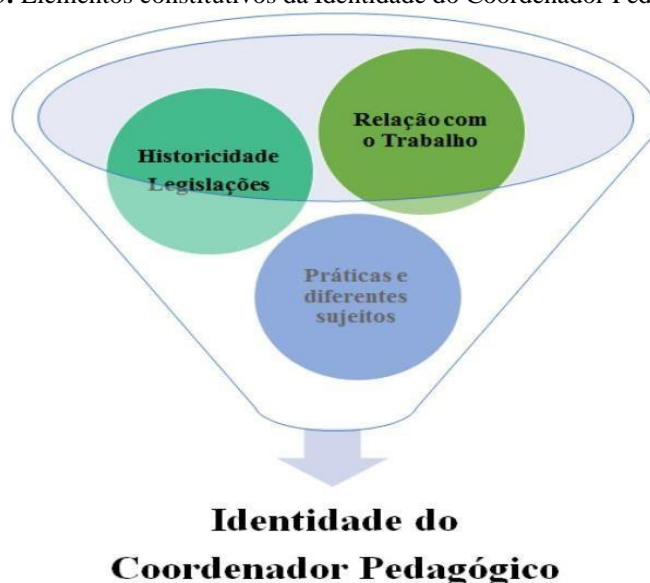 . Elementos constitutivos da Identidade do Coordenador
Historicidade
Legislações
Relação com
o Trabalho
Práticas e
diferentes
sujeitos
Identidade do
Coordenador Pedagógico